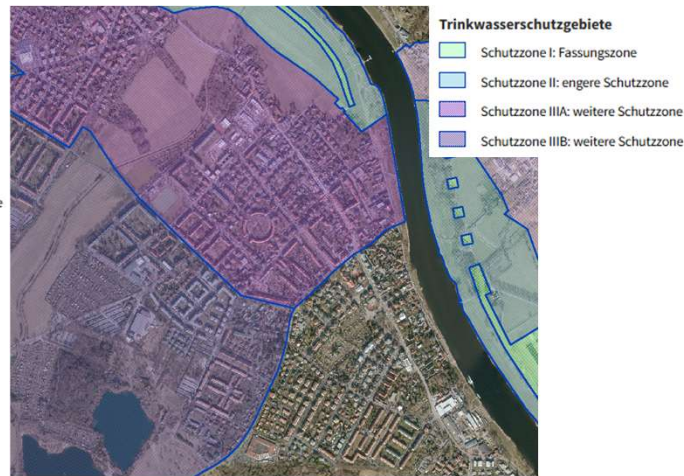 Trinkwasserschutzgebiete
Schutzzone I: Fassungszone
Schutzzone II: engere Schutzzone
Schutzzone IIIA: weitere Schutzzone
Schutzzone IIIB: weitere Schutzzone
e